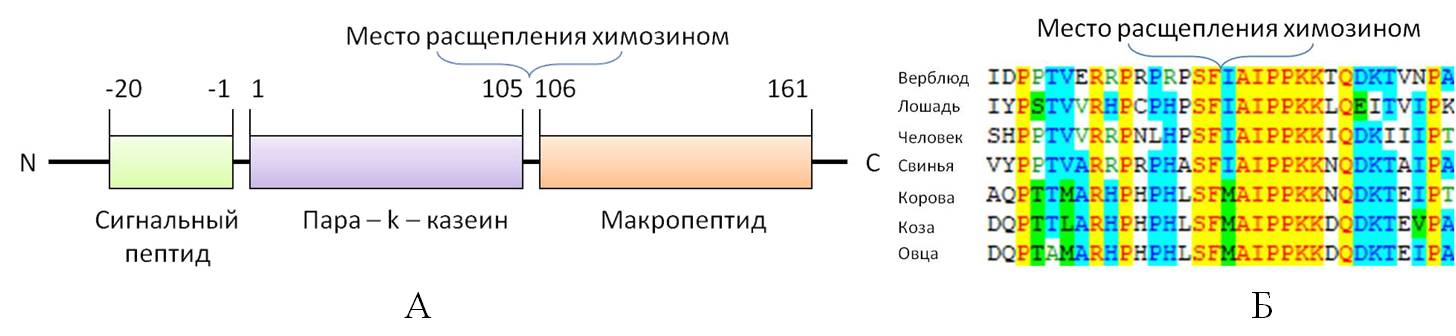 Место расщепления химозином
-20 -1 1 105 106 161
N C
Сигнальный пептид
Пара – k – казеин
Макропептид
А
Место расщепления химозином
Верблюд IDPPTVERRPRPRPSFIAIPPKKTQDKTVNPA
Лошадь IYPSTVVRHPCPHPSFIAIPPKKLQEITVIPK
Человек SHPPTVVRRPNLHPSFIAIPPKKIQDKIIIPT
Свинья VYPPTVARRPRPHASFIAIPPKKNQDKTAIPA
Корова AQPTTMARHPHPHLSFMAIPPKKNQDKTEIPT
Коза DQPTTLARHPHPHLSFMAIPPKKDQDKTEVPA
Овца DQPTAMARHPHPHLSFMAIPPKKDQDKTEIPA
Б